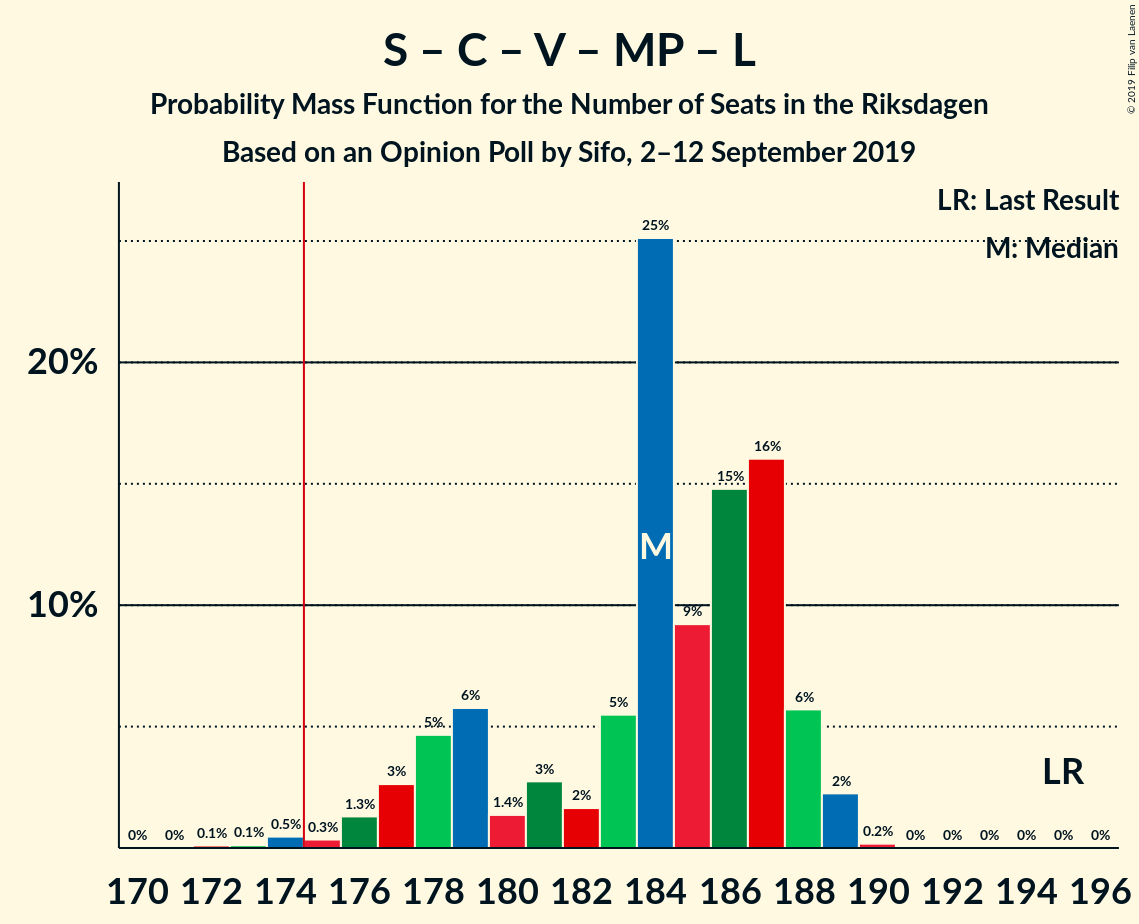 S – C – V – MP – L
Probability Mass Function for the Number of Seats in the Riksdagen
Based on an Opinion Poll by Sifo, 2–12 September 2019
© 2019 Filip van Laenen
LR: Last Result
M: Median
20%
10%
0% 0% 0.1% 0.1% 0.5% 0.3% 1.3% 3% 5% 6% 1.4% 3% 2% 5% 25% 9% 15% 16% 6% 2% 0.2% 0% 0% 0% 0% 0% 0%
M
LR
170 172 174 176 178 180 182 184 186 188 190 192 194 196